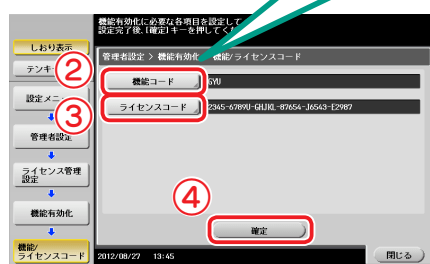 機能有効化に必要な各項目を設定して
設定完了後、[確定]キーを押してく
しおり表示
管理者設定 > 機能有効化 > 機能/ライセンスコード
テンキ
②
機能コード
GYU
設定メニュ
③
ライセンスコード
2345-6789U-GHJKL-87654-J6543-E2987
管理者設定
ライセンス管理
設定
④
機能有効化
確定
機能/
ライセンスコード
2012/08/27 13:45
閉じる